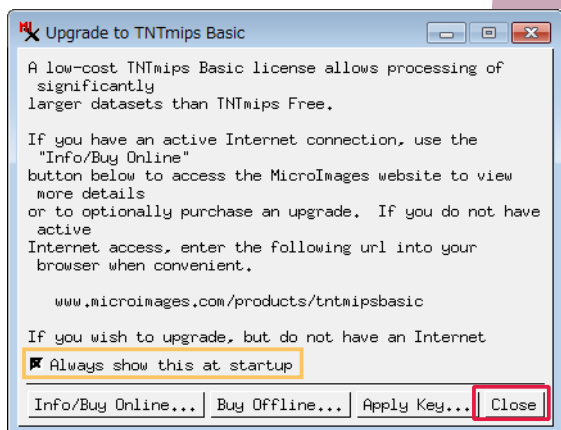 Upgrade to TNTmips Basic
A low-cost TNTmips Basic license allows processing of
significantly
larger datasets than TNTmips Free.
If you have an active Internet connection, use the
"Info/Buy Online"
button below to access the MicroImages website to view
more details
or to optionally purchase an upgrade. If you do not have
active
Internet access, enter the following url into your
browser when convenient.
www.microimages.com/products/tntmipsbasic
If you wish to upgrade, but do not have an Internet
Always show this at startup
Info/Buy Online... Buy Offline... Apply Key... Close